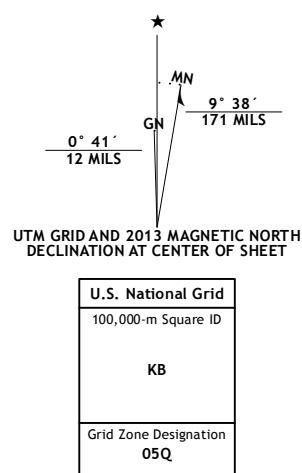 ★
MN
GN
9° 38´
171 MILS
0° 41´
12 MILS
UTM GRID AND 2013 MAGNETIC NORTH
DECLINATION AT CENTER OF SHEET
U.S. National Grid
100,000-m Square ID
KB
Grid Zone Designation
05Q